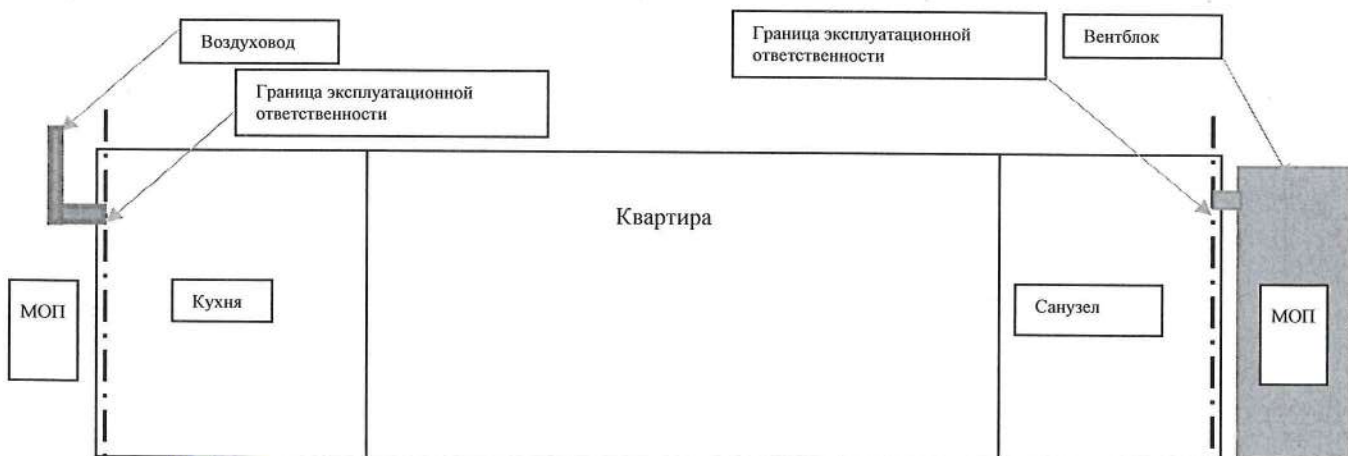 Воздуховод
Граница эксплуатационной
ответственности
Граница эксплуатационной
ответственности
Вентблок
Квартира
МОП
Кухня
Санузел
МОП